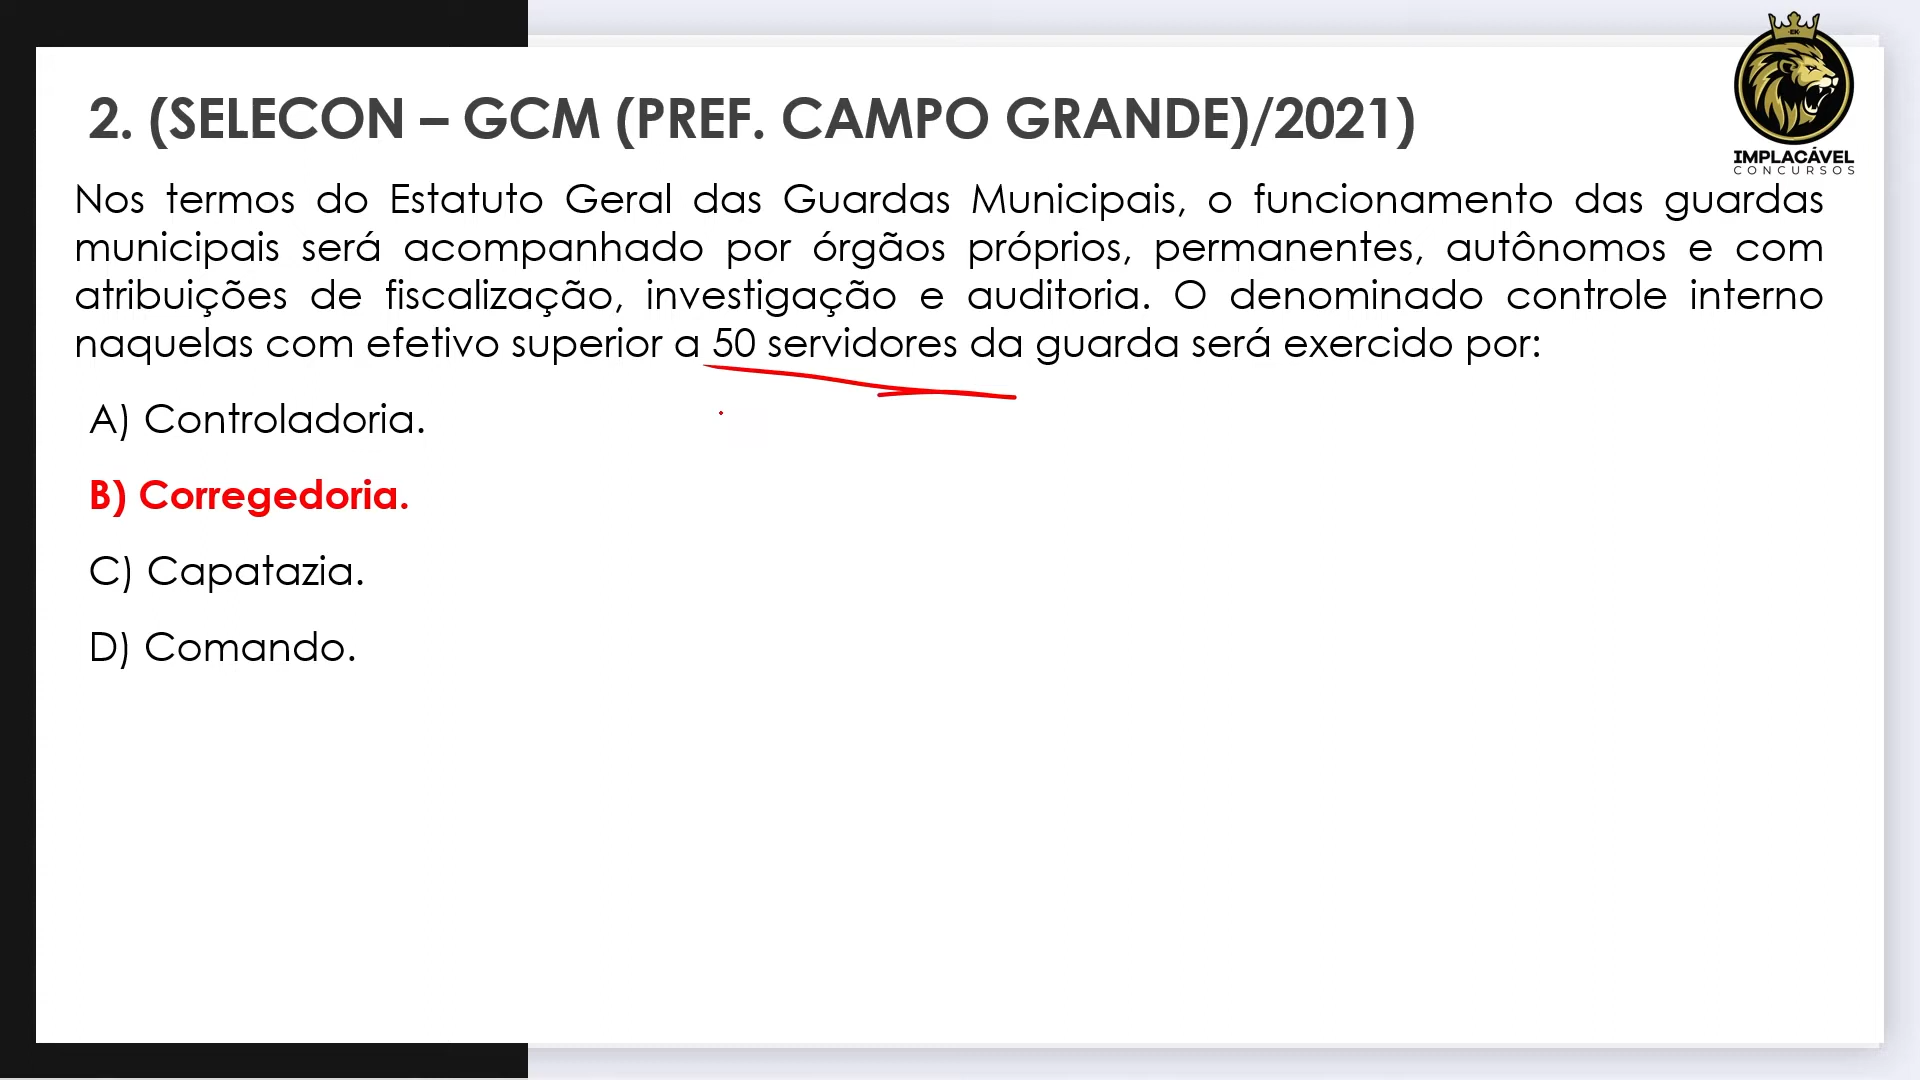 2. (SELECON – GCM (PREF. CAMPO GRANDE)/2021)
EK
IMPLACÁVEL
CONCURSOS
Nos termos do Estatuto Geral das Guardas Municipais, o funcionamento das guardas
municipais será acompanhado por órgãos próprios, permanentes, autônomos e com
atribuições de fiscalização, investigação e auditoria. O denominado controle interno
naquelas com efetivo superior a 50 servidores da guarda será exercido por:
A) Controladoria.
B) Corregedoria.
C) Capatazia.
D) Comando.